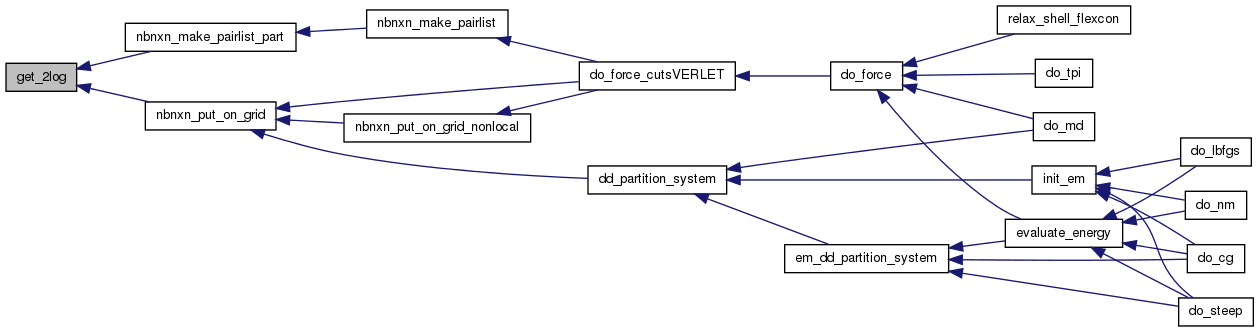 relax_shell_flexcon
nbnxn_make_pairlist
nbnxn_make_pairlist_part
do_force_cutsVERLET
do_force
do_tpi
get_2log
nbnxn_put_on_grid
nbnxn_put_on_grid_nonlocal
do_md
do_lbfgs
dd_partition_system
init_em
do_nm
evaluate_energy
em_dd_partition_system
do_cg
do_steep